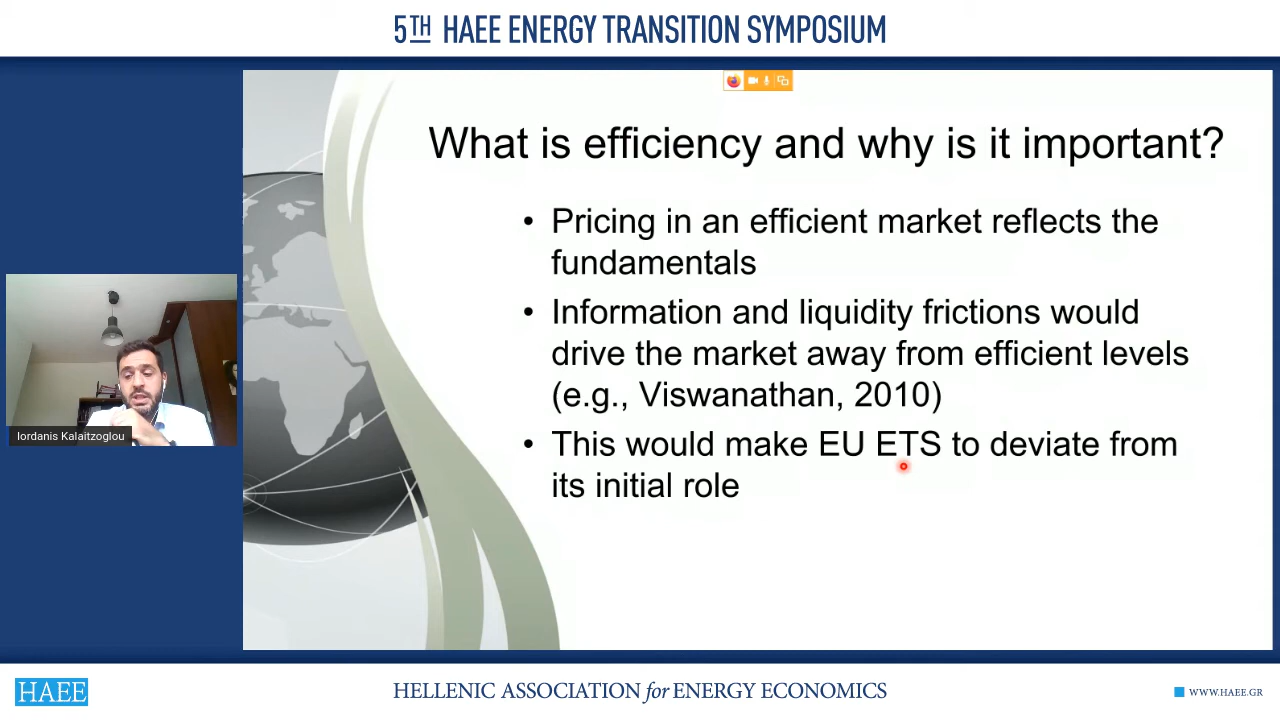 5TH HAEE ENERGY TRANSITION SYMPOSIUM
What is efficiency and why is it important?
• Pricing in an efficient market reflects the
fundamentals
• Information and liquidity frictions would
drive the market away from efficient levels
(e.g., Viswanathan, 2010)
• This would make EU ETS to deviate from
its initial role
Iordanis Kalaitzoglou
HAEE
HELLENIC ASSOCIATION for ENERGY ECONOMICS
WWW.HAEE.GR